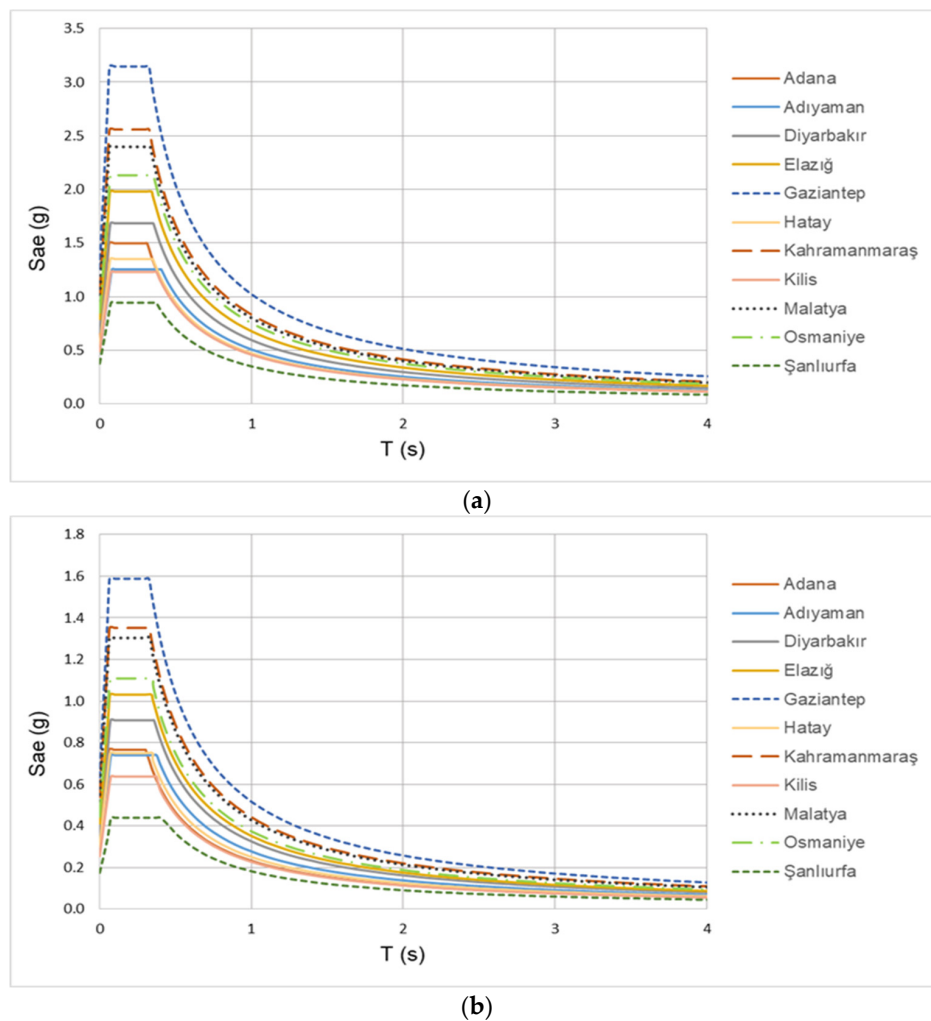 3.5
3.0
2.5
2.0
1.5
1.0
0.5
0.0
Sae (g)
0 1 2 3 4
T (s)
Adana
Adıyaman
Diyarbakır
Elazığ
Gaziantep
Hatay
Kahramanmaraş
Kilis
Malatya
Osmaniye
Şanlıurfa
(a)
1.8
1.6
1.4
1.2
1.0
0.8
0.6
0.4
0.2
0.0
Sae (g)
0 1 2 3 4
T (s)
Adana
Adıyaman
Diyarbakır
Elazığ
Gaziantep
Hatay
Kahramanmaraş
Kilis
Malatya
Osmaniye
Şanlıurfa
(b)